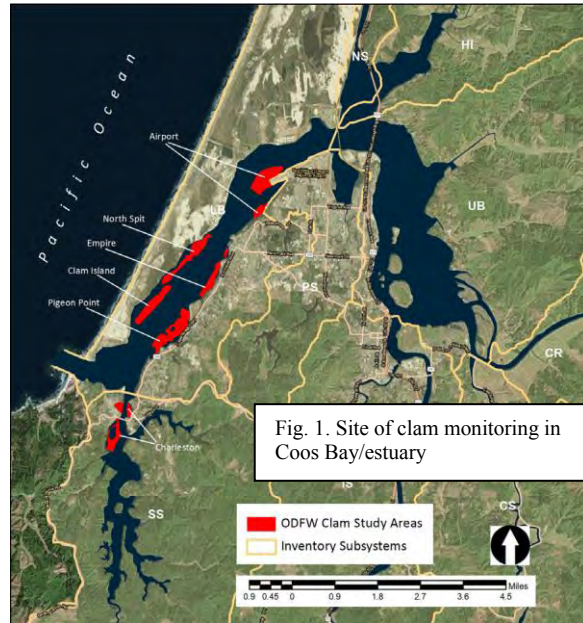 NS
HI
Pacific Ocean
Airport
LB
UB
North Spit
Empire
Clam Island
PS
Pigeon Point
CR
Fig. 1. Site of clam monitoring in
Coos Bay/estuary
Charleston
IS
SS
CS
ODFW Clam Study Areas
Inventory Subsystems
Miles
0.9 0.45 0 0.9 1.8 2.7 3.6 4.5